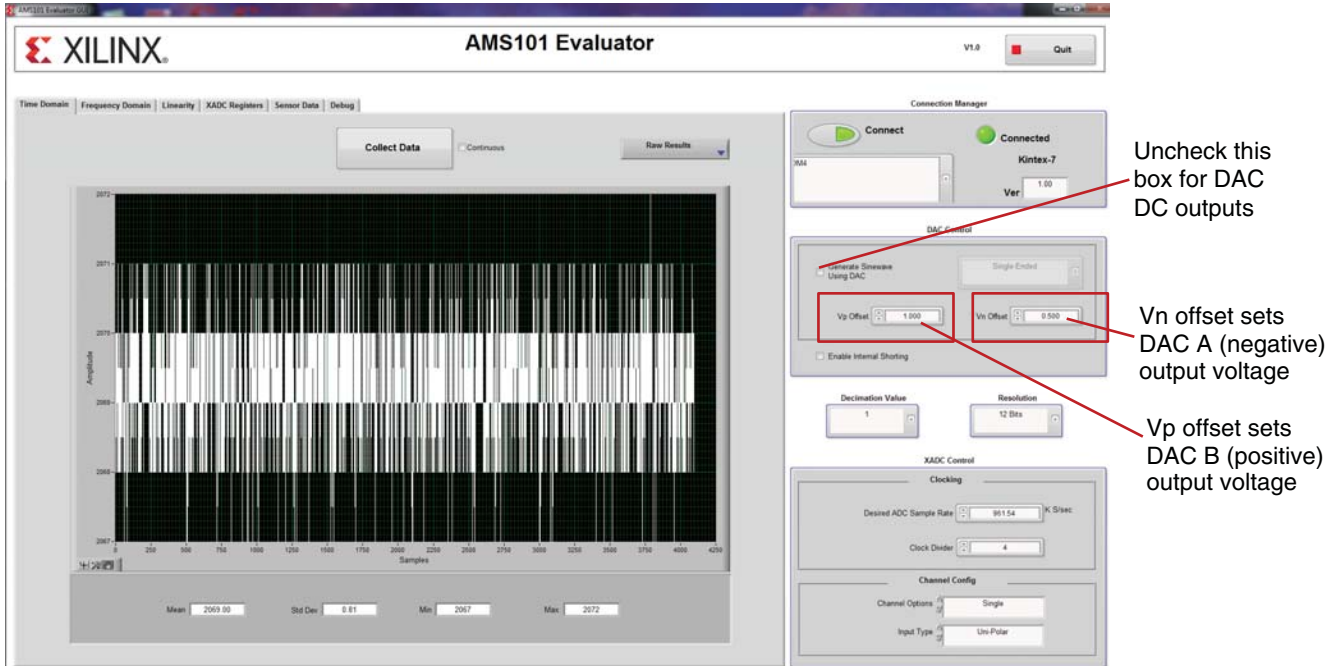 AMS101 Evaluator GUI
XILINX®
AMS101 Evaluator
V1.0
Quit
Time Domain
Frequency Domain
Linearity
XADC Registers
Sensor Data
Debug
Collect Data
Continuous
Raw Results
2072
2071
2070
2069
2068
2067
Amplitude
0 250 500 750 1000 1250 1500 1750 2000 2250 2500 2750 3000 3250 3500 3750 4000 4250
Samples
Mean 2069.00
Std Dev 0.81
Min 2067
Max 2072
Connection Manager
Connect
Connected
Kintex-7
Ver 1.00
DAC Control
Generate Sinewave
Using DAC
Single Ended
Vp Offset 1.000
Vn Offset 0.500
Enable Internal Shorting
Decimation Value
1
Resolution
12 Bits
XADC Control
Clocking
Desired ADC Sample Rate 961.54 K S/sec
Clock Divider 4
Channel Config
Channel Options Single
Input Type Uni-Polar
Uncheck this
box for DAC
DC outputs
Vn offset sets
DAC A (negative)
output voltage
Vp offset sets
DAC B (positive)
output voltage